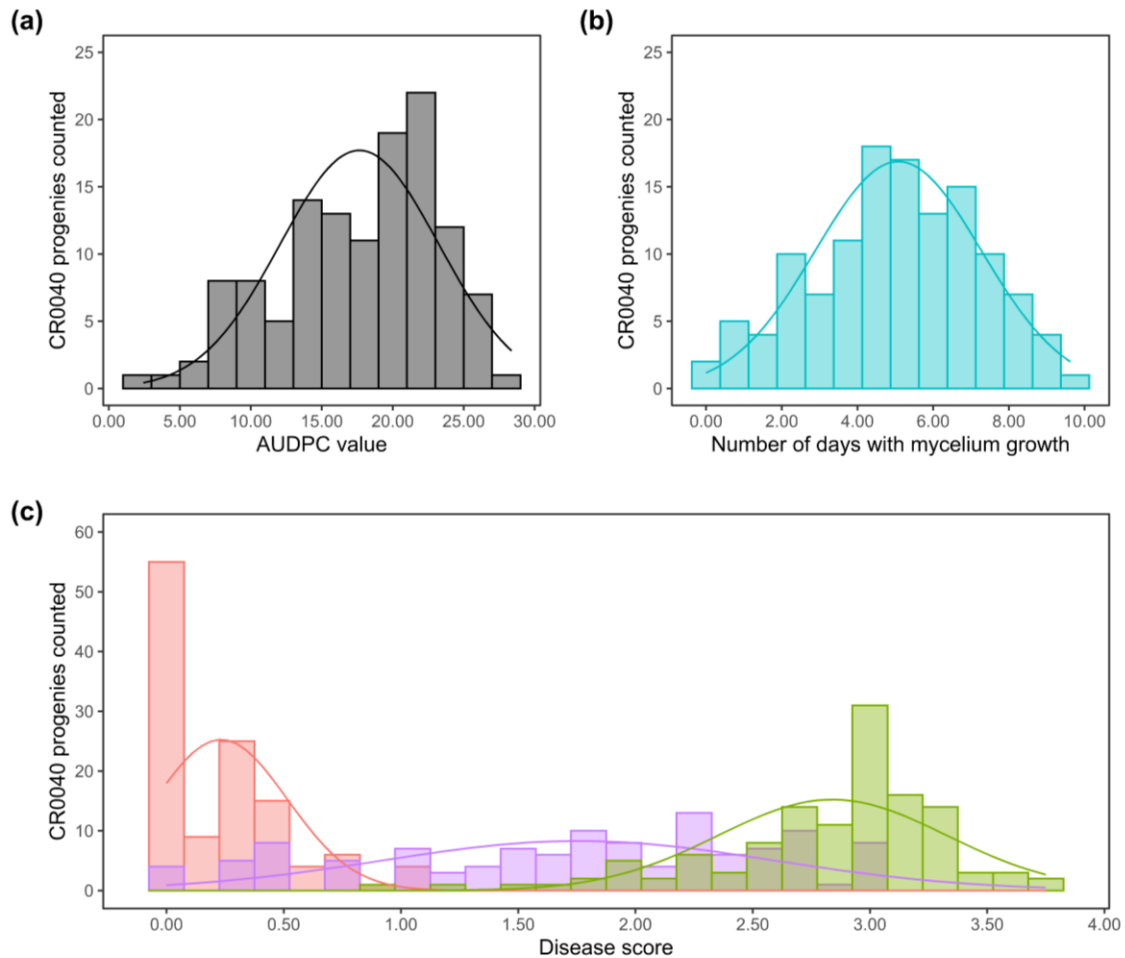 (a)
25
20
15
10
5
0
CR0040 progenies counted
0.00 5.00 10.00 15.00 20.00 25.00 30.00
AUDPC value
(b)
25
20
15
10
5
0
CR0040 progenies counted
0.00 2.00 4.00 6.00 8.00 10.00
Number of days with mycelium growth
(c)
60
50
40
30
20
10
0
CR0040 progenies counted
0.00 0.50 1.00 1.50 2.00 2.50 3.00 3.50 4.00
Disease score